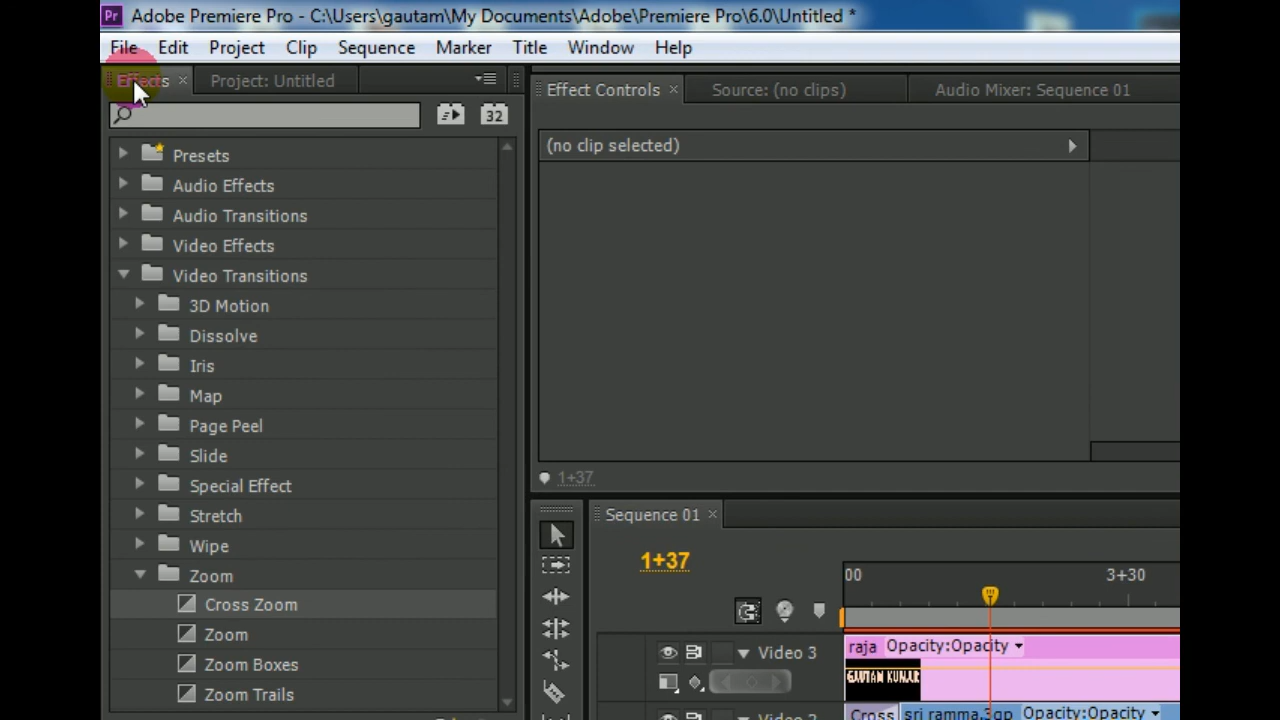 Pr Adobe Premiere Pro - C:\Users\gautam\My Documents\Adobe\Premiere Pro\6.0\Untitled *
File Edit Project Clip Sequence Marker Title Window Help
Effects × Project: Untitled
32
Presets
Audio Effects
Audio Transitions
Video Effects
Video Transitions
3D Motion
Dissolve
Iris
Map
Page Peel
Slide
Special Effect
Stretch
Wipe
Zoom
Cross Zoom
Zoom
Zoom Boxes
Zoom Trails
Effect Controls × Source: (no clips) Audio Mixer: Sequence 01
(no clip selected)
1+37
Sequence 01 ×
1+37
00 3+30
Video 3
raja Opacity:Opacity
GAUTAM KUMAR
Video 2
Cross sri ramma.3gp Opacity:Opacity